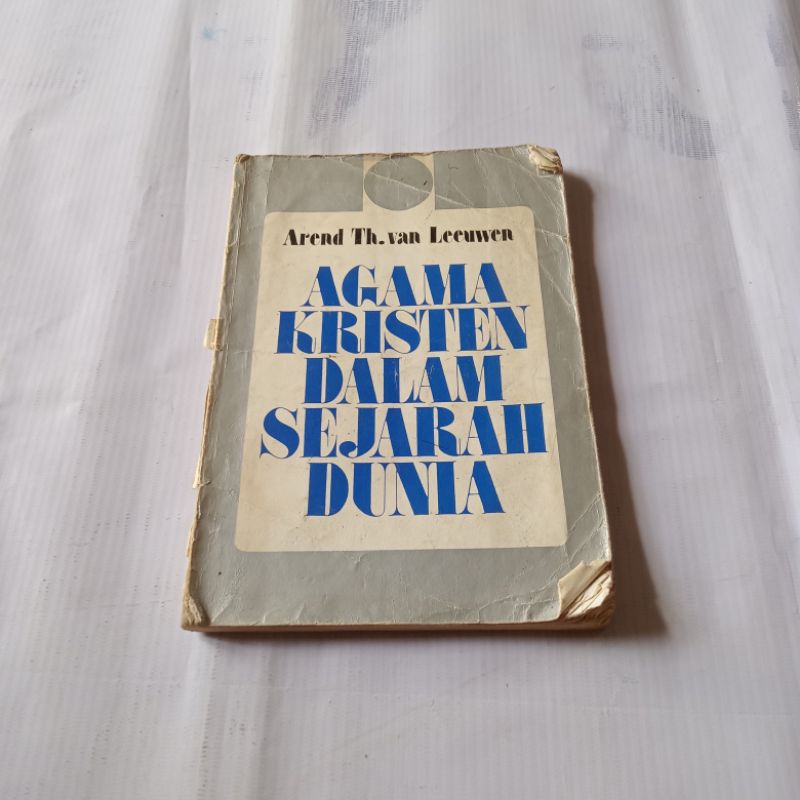 Arend Th. van Leeuwen
AGAMA
KRISTEN
DALAM
SEJARAH
DUNIA